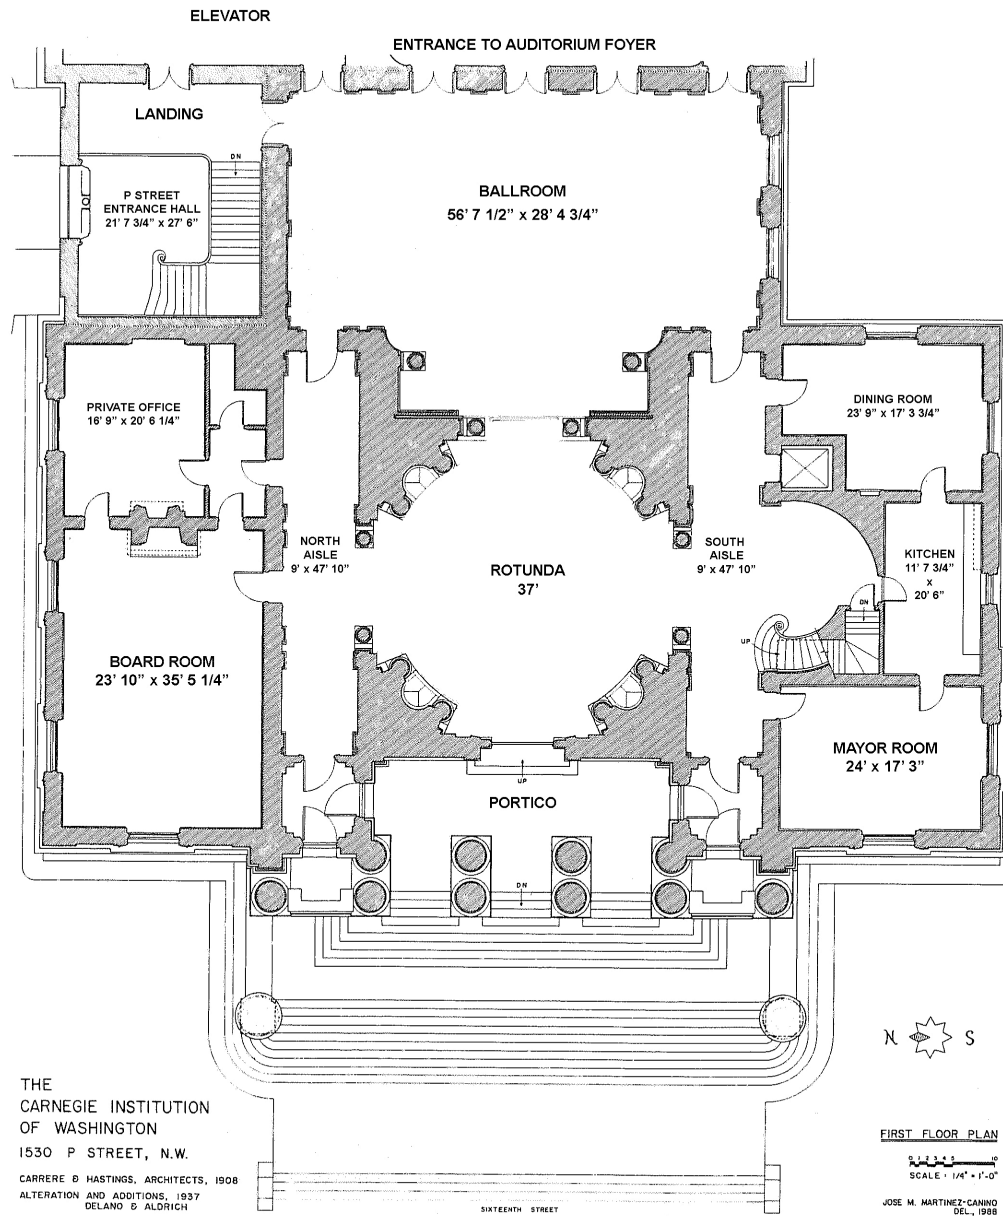 ELEVATOR
ENTRANCE TO AUDITORIUM FOYER
LANDING
DN
P STREET
ENTRANCE HALL
21' 7 3/4" x 27' 6"
BALLROOM
56' 7 1/2" x 28' 4 3/4"
PRIVATE OFFICE
16' 9" x 20' 6 1/4"
DINING ROOM
23' 9" x 17' 3 3/4"
NORTH
AISLE
9' x 47' 10"
ROTUNDA
37'
SOUTH
AISLE
9' x 47' 10"
KITCHEN
11' 7 3/4"
x
20' 6"
DN
UP
BOARD ROOM
23' 10" x 35' 5 1/4"
MAYOR ROOM
24' x 17' 3"
UP
PORTICO
DN
N S
THE
CARNEGIE INSTITUTION
OF WASHINGTON
1530 P STREET, N.W.
CARRERE & HASTINGS, ARCHITECTS, 1908
ALTERATION AND ADDITIONS, 1937
DELANO & ALDRICH
SIXTEENTH STREET
FIRST FLOOR PLAN
0 1 2 3 4 5 10
SCALE: 1/4" = 1'-0"
JOSE M. MARTINEZ-CANINO
DEL., 1988